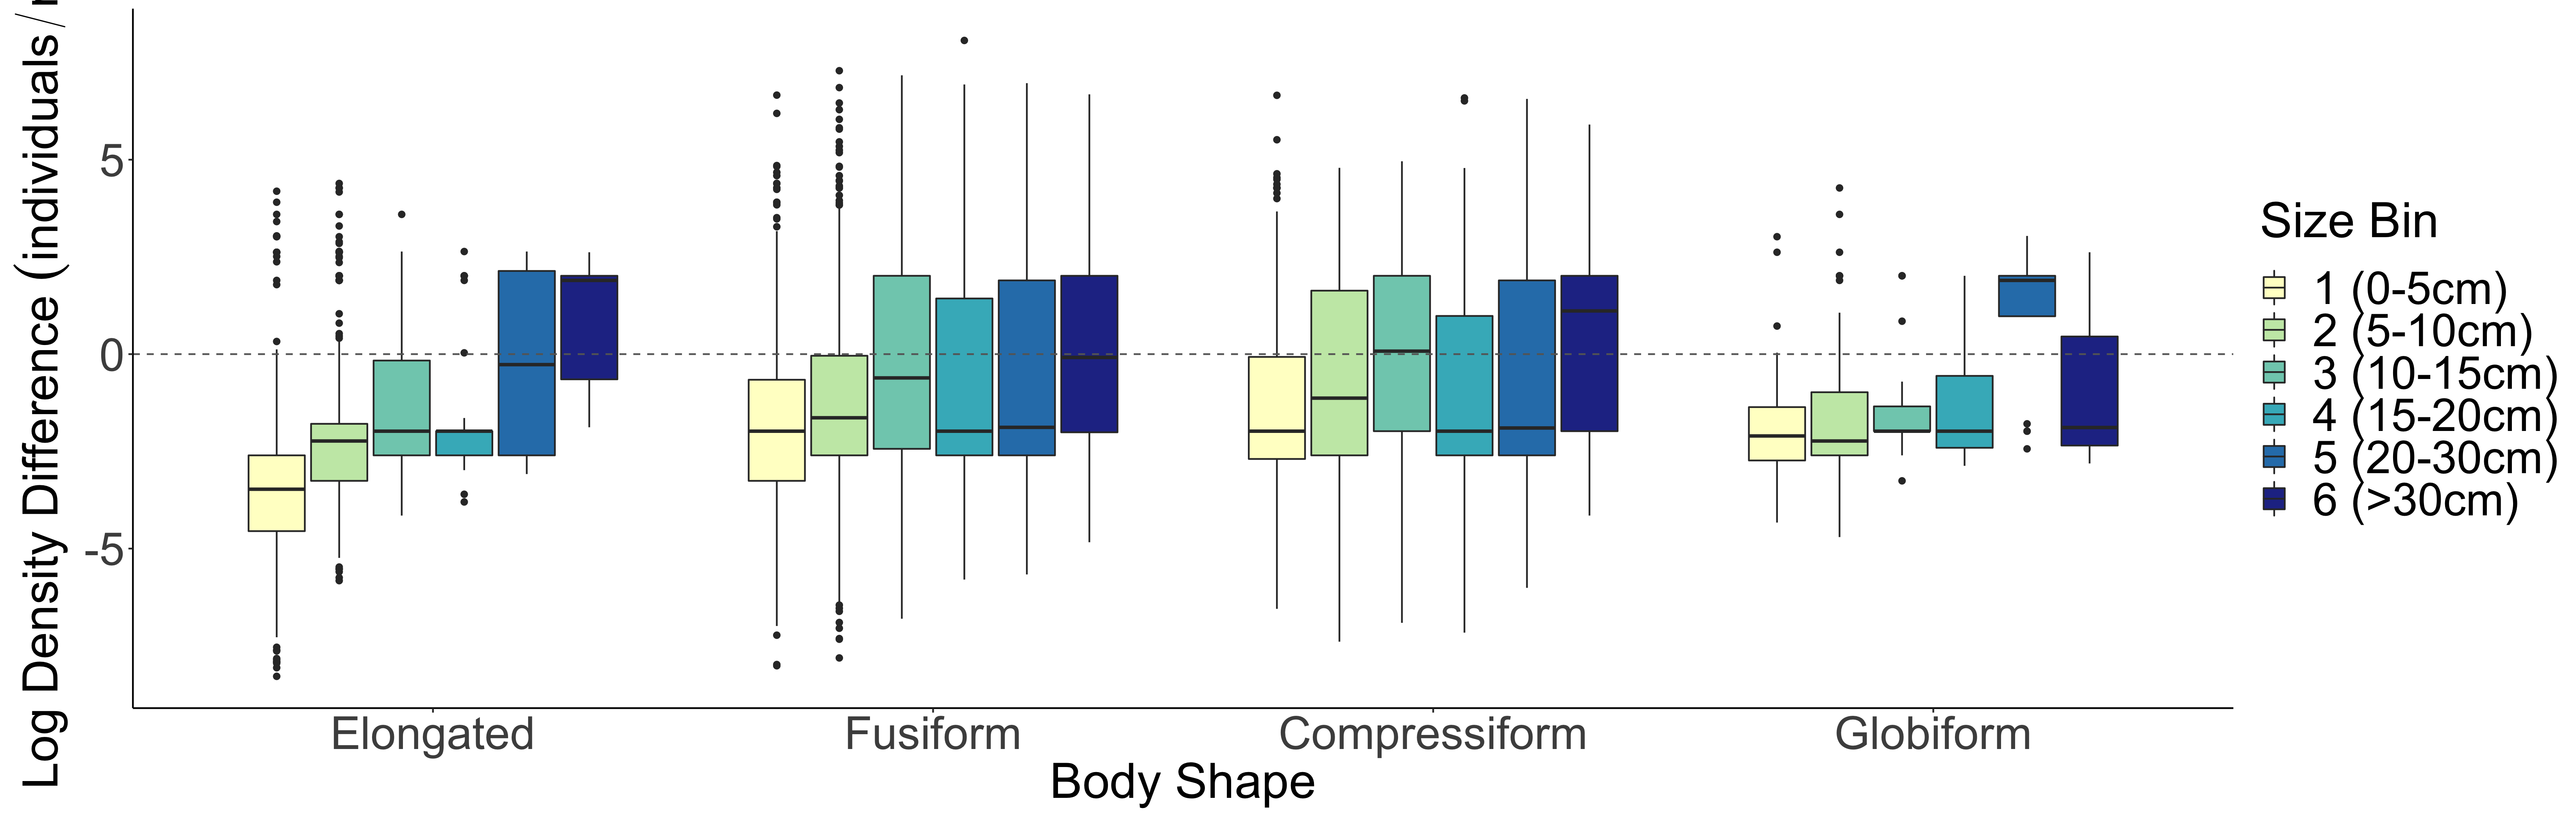 Log Density Difference (individuals/
5
0
-5
Elongated
Fusiform
Compressiform
Globiform
Body Shape
Size Bin
1 (0-5cm)
2 (5-10cm)
3 (10-15cm)
4 (15-20cm)
5 (20-30cm)
6 (>30cm)